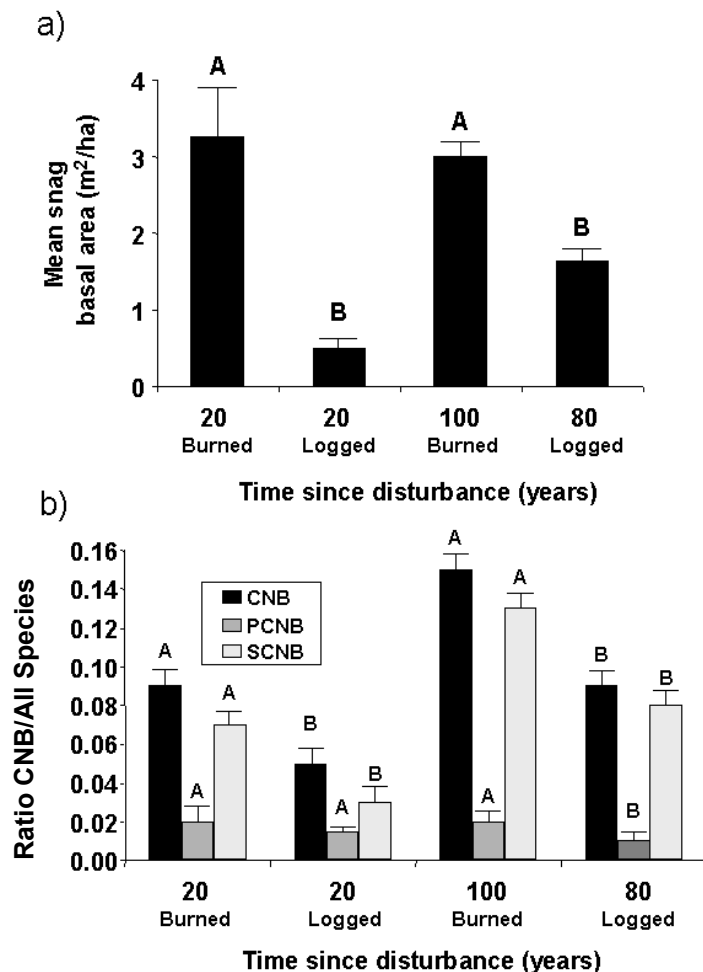 a)
Mean snag
basal area (m²/ha)
4
3
2
1
0
A
B
A
B
20 20 100 80
Burned Logged Burned Logged
Time since disturbance (years)
b)
Ratio CNB/All Species
0.16
0.14
0.12
0.10
0.08
0.06
0.04
0.02
0.00
CNB
PCNB
SCNB
A A A
B A B
A A A
B B B
20 20 100 80
Burned Logged Burned Logged
Time since disturbance (years)